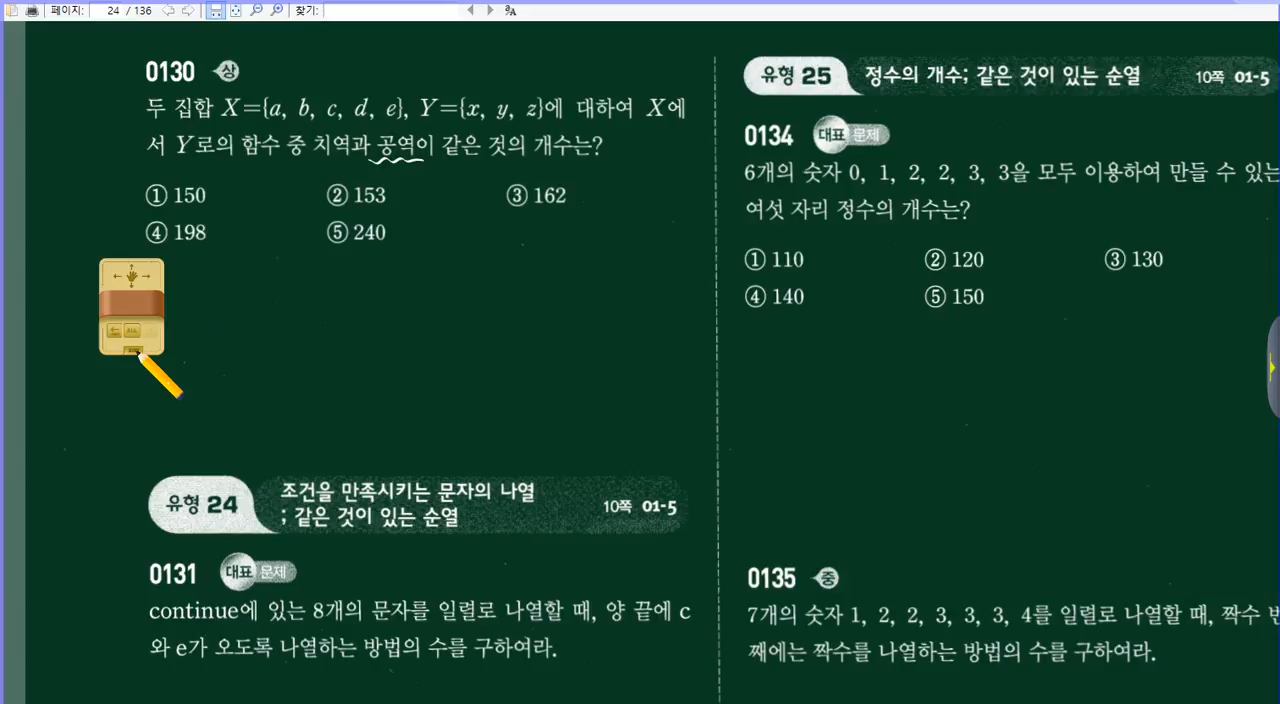 페이지: 24 / 136 찾기:
0130 상
두 집합 X={a, b, c, d, e}, Y={x, y, z}에 대하여 X에
서 Y로의 함수 중 치역과 공역이 같은 것의 개수는?
① 150 ② 153 ③ 162
④ 198 ⑤ 240
유형 24 조건을 만족시키는 문자의 나열
; 같은 것이 있는 순열 10쪽 01-5
0131 대표 문제
continue에 있는 8개의 문자를 일렬로 나열할 때, 양 끝에 c
와 e가 오도록 나열하는 방법의 수를 구하여라.
유형 25 정수의 개수; 같은 것이 있는 순열 10쪽 01-5
0134 대표 문제
6개의 숫자 0, 1, 2, 2, 3, 3을 모두 이용하여 만들 수 있는
여섯 자리 정수의 개수는?
① 110 ② 120 ③ 130
④ 140 ⑤ 150
0135 중
7개의 숫자 1, 2, 2, 3, 3, 3, 4를 일렬로 나열할 때, 짝수 번
째에는 짝수를 나열하는 방법의 수를 구하여라.